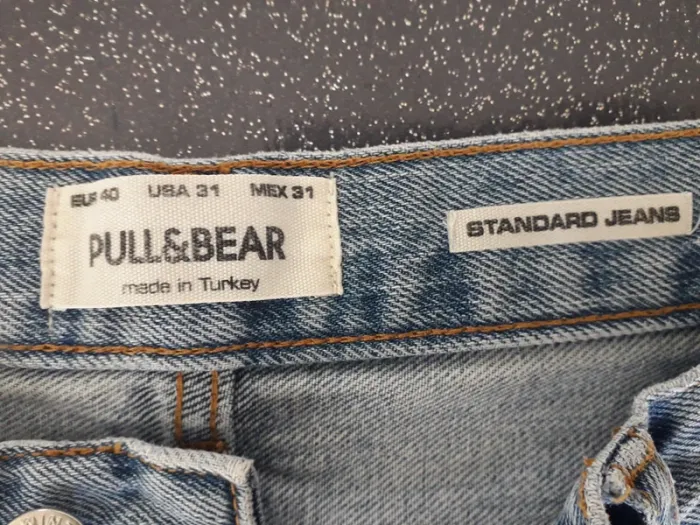 EUR 40 USA 31 MEX 31
PULL&BEAR
made in Turkey
STANDARD JEANS